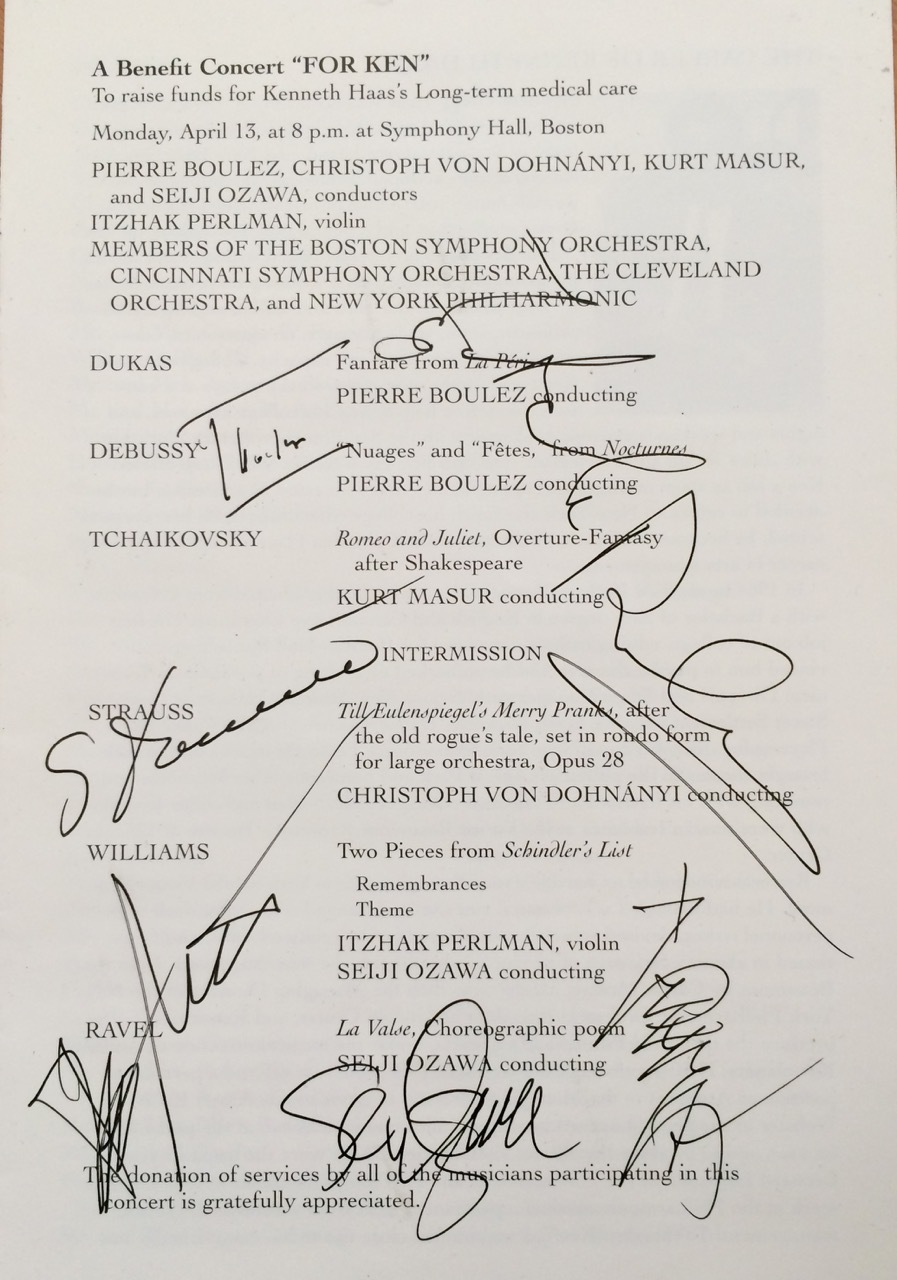 A Benefit Concert “FOR KEN”
To raise funds for Kenneth Haas’s Long-term medical care
Monday, April 13, at 8 p.m. at Symphony Hall, Boston
PIERRE BOULEZ, CHRISTOPH VON DOHNÁNYI, KURT MASUR,
and SEIJI OZAWA, conductors
ITZHAK PERLMAN, violin
MEMBERS OF THE BOSTON SYMPHONY ORCHESTRA,
CINCINNATI SYMPHONY ORCHESTRA, THE CLEVELAND
ORCHESTRA, and NEW YORK PHILHARMONIC
DUKAS Fanfare from La Péri
PIERRE BOULEZ conducting
DEBUSSY “Nuages” and “Fêtes,” from Nocturnes
PIERRE BOULEZ conducting
TCHAIKOVSKY Romeo and Juliet, Overture-Fantasy
after Shakespeare
KURT MASUR conducting
INTERMISSION
STRAUSS Till Eulenspiegel’s Merry Pranks, after
the old rogue’s tale, set in rondo form
for large orchestra, Opus 28
CHRISTOPH VON DOHNÁNYI conducting
WILLIAMS Two Pieces from Schindler’s List
Remembrances
Theme
ITZHAK PERLMAN, violin
SEIJI OZAWA conducting
RAVEL La Valse, Choreographic poem
SEIJI OZAWA conducting
The donation of services by all of the musicians participating in this
concert is gratefully appreciated.